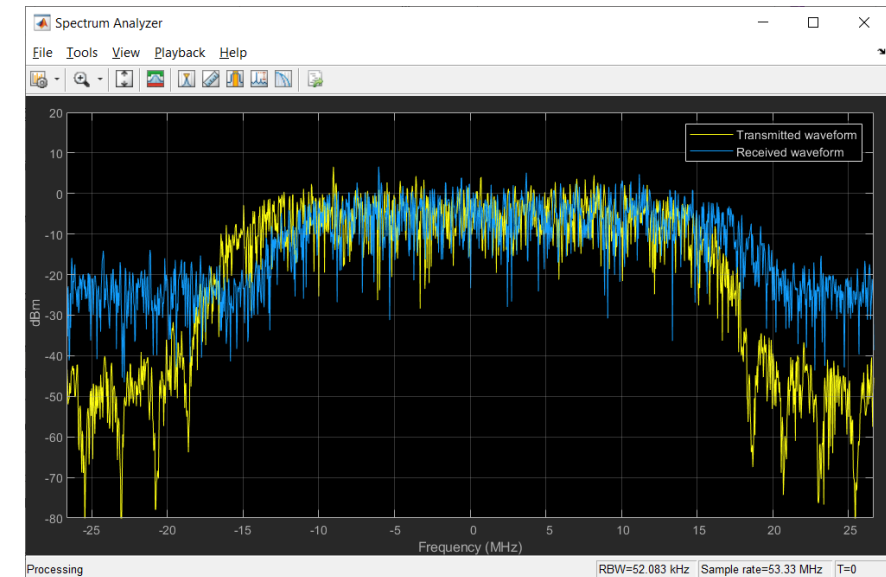 Spectrum Analyzer
File Tools View Playback Help
20
10
0
-10
-20
-30
-40
-50
-60
-70
-80
dBm
Transmitted waveform
Received waveform
-25 -20 -15 -10 -5 0 5 10 15 20 25
Frequency (MHz)
Processing RBW=52.083 kHz Sample rate=53.33 MHz T=0